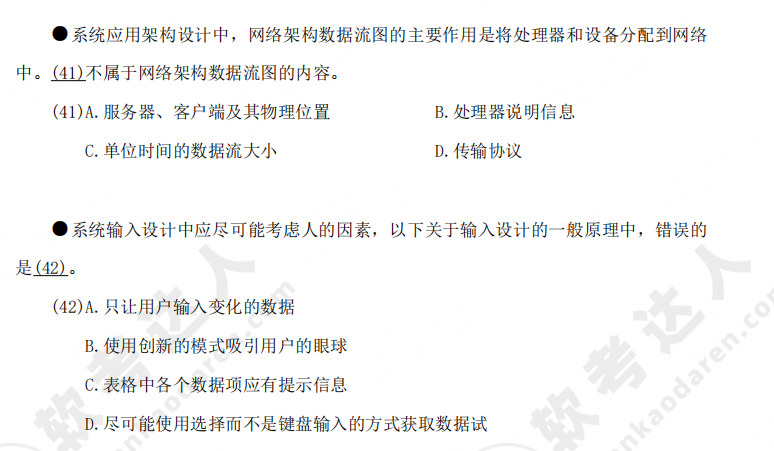 ●系统应用架构设计中，网络架构数据流图的主要作用是将处理器和设备分配到网络
中。(41)不属于网络架构数据流图的内容。
(41)A.服务器、客户端及其物理位置 B.处理器说明信息
C.单位时间的数据流大小 D.传输协议
●系统输入设计中应尽可能考虑人的因素，以下关于输入设计的一般原理中，错误的
是(42)。
(42)A.只让用户输入变化的数据
B.使用创新的模式吸引用户的眼球
C.表格中各个数据项应有提示信息
D.尽可能使用选择而不是键盘输入的方式获取数据试
软考达人
软考达人